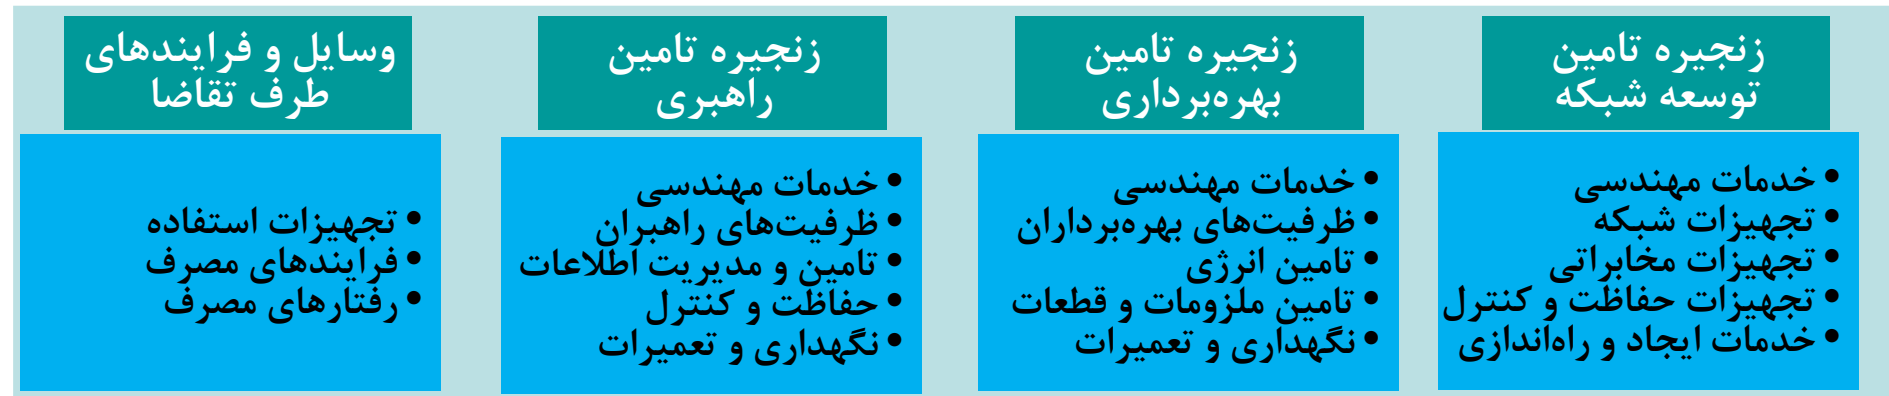 زنجیره تامین
توسعه شبکه
•خدمات مهندسی
•تجهیزات شبکه
•تجهیزات مخابراتی
•تجهیزات حفاظت و کنترل
•خدمات ایجاد و راه‌اندازی
زنجیره تامین
بهره‌برداری
•خدمات مهندسی
•ظرفیت‌های بهره‌برداران
•تامین انرژی
•تامین ملزومات و قطعات
•نگهداری و تعمیرات
زنجیره تامین
راهبری
•خدمات مهندسی
•ظرفیت‌های راهبران
•تامین و مدیریت اطلاعات
•حفاظت و کنترل
•نگهداری و تعمیرات
وسایل و فرایندهای
طرف تقاضا
•تجهیزات استفاده
•فرایندهای مصرف
•رفتارهای مصرف